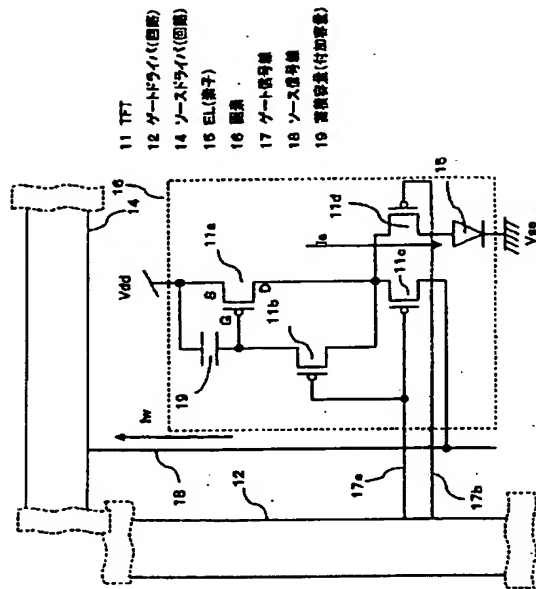 11 TFT
12 ゲートドライバ(回路)
14 ソースドライバ(回路)
15 EL(素子)
16 画素
17 ゲート信号線
18 ソース信号線
19 蓄積容量(付加容量)
16
14
Vdd
S
11a
G
D
11b
19
Iw
18
12
11d
15
Ie
11c
Vss
17a
17b